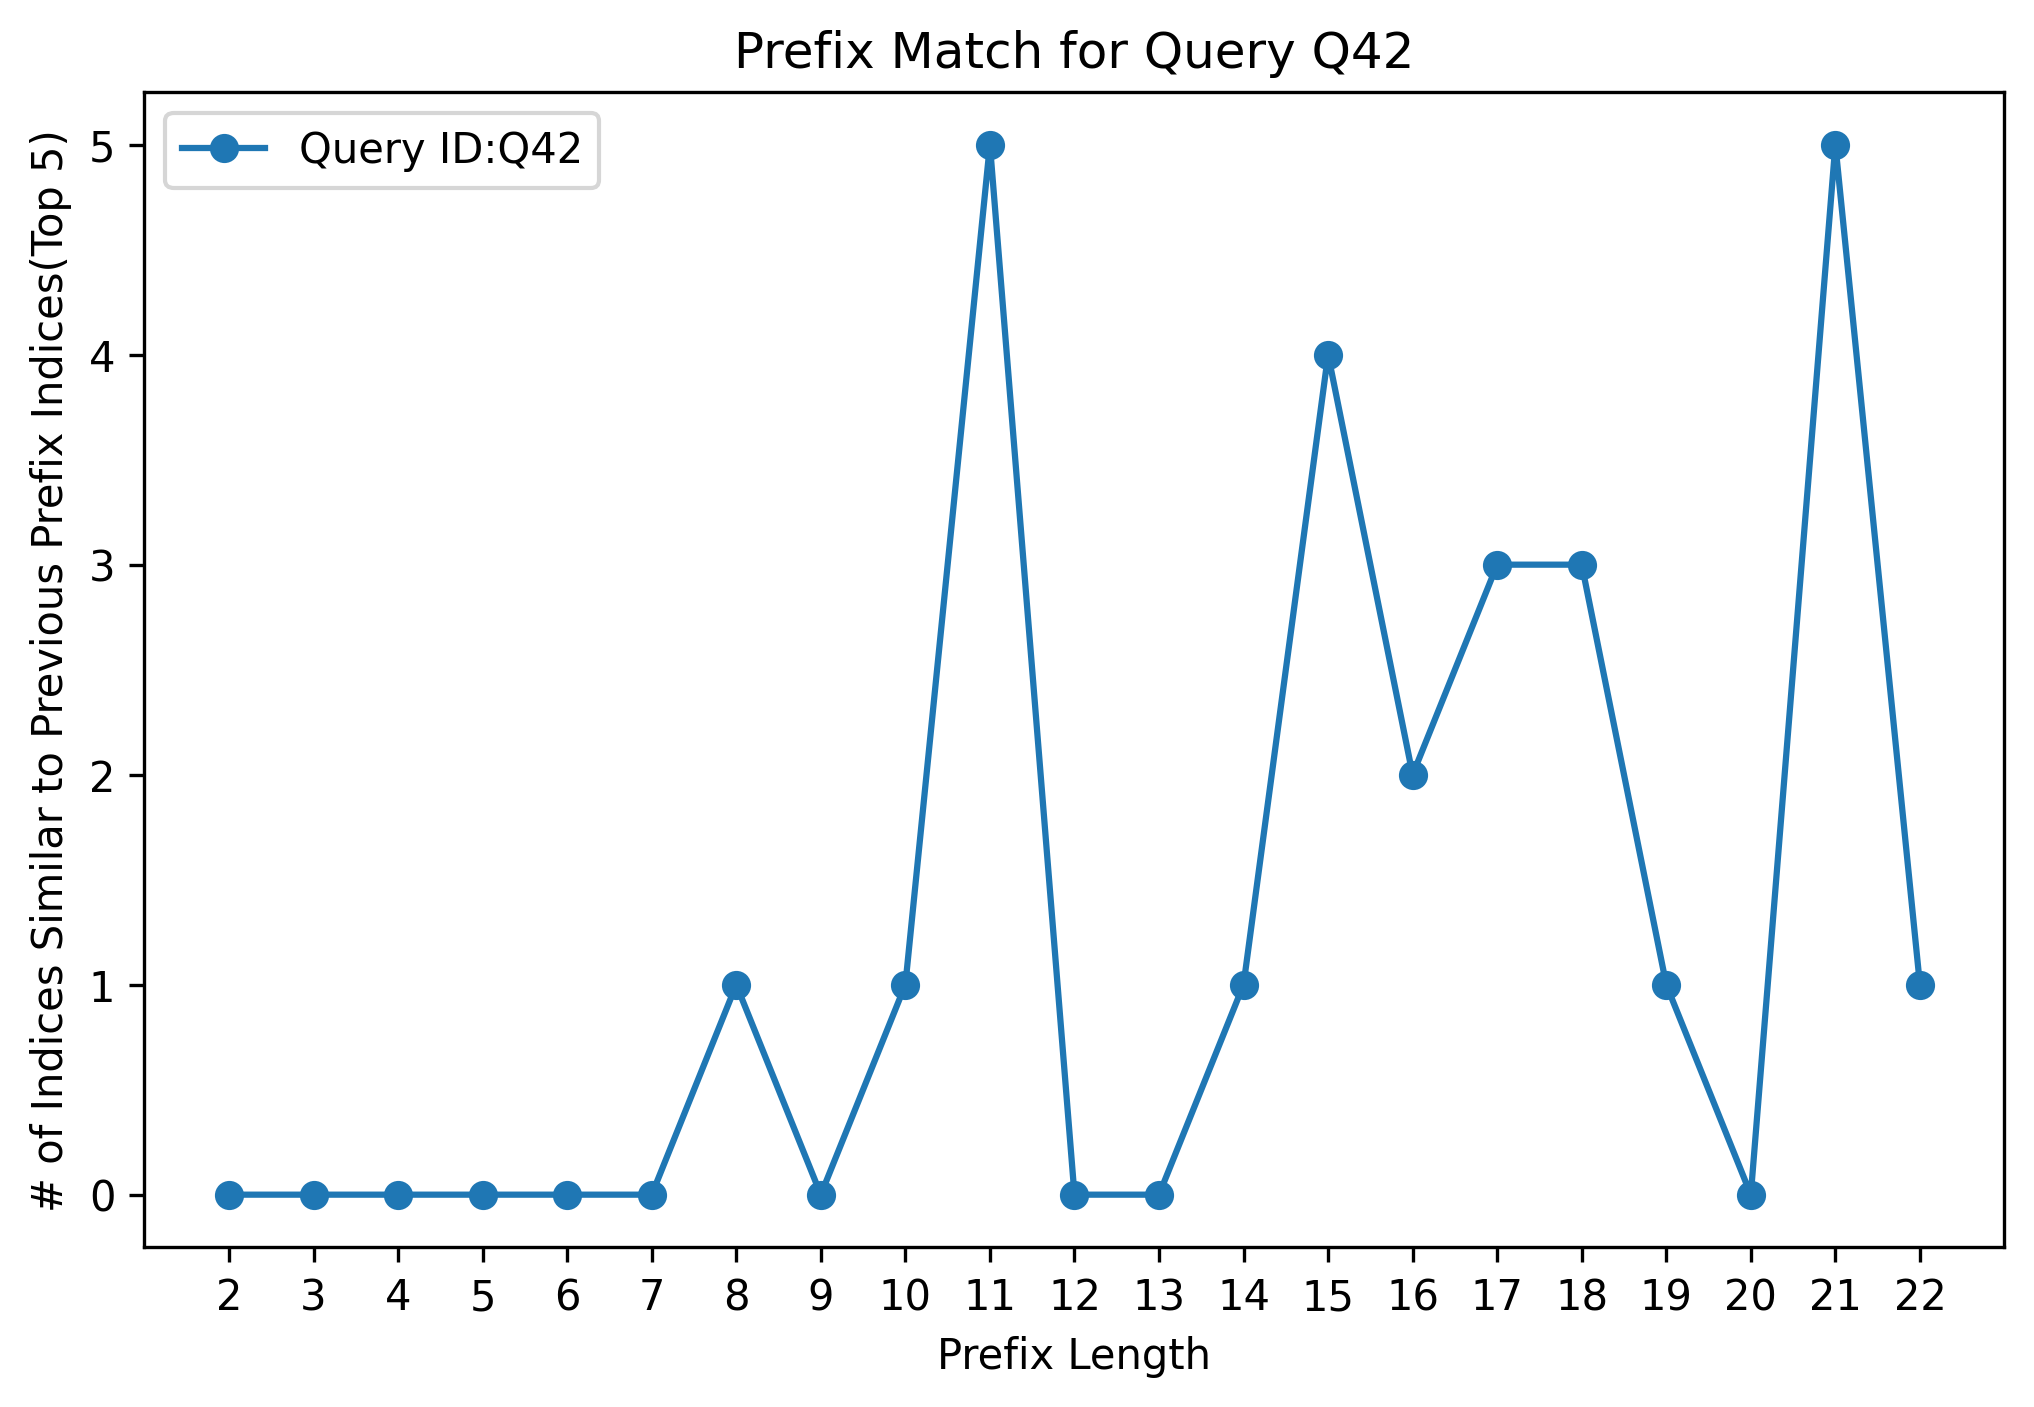 Prefix Match for Query Q42
Query ID:Q42
# of Indices Similar to Previous Prefix Indices(Top 5)
5
4
3
2
1
0
2 3 4 5 6 7 8 9 10 11 12 13 14 15 16 17 18 19 20 21 22
Prefix Length